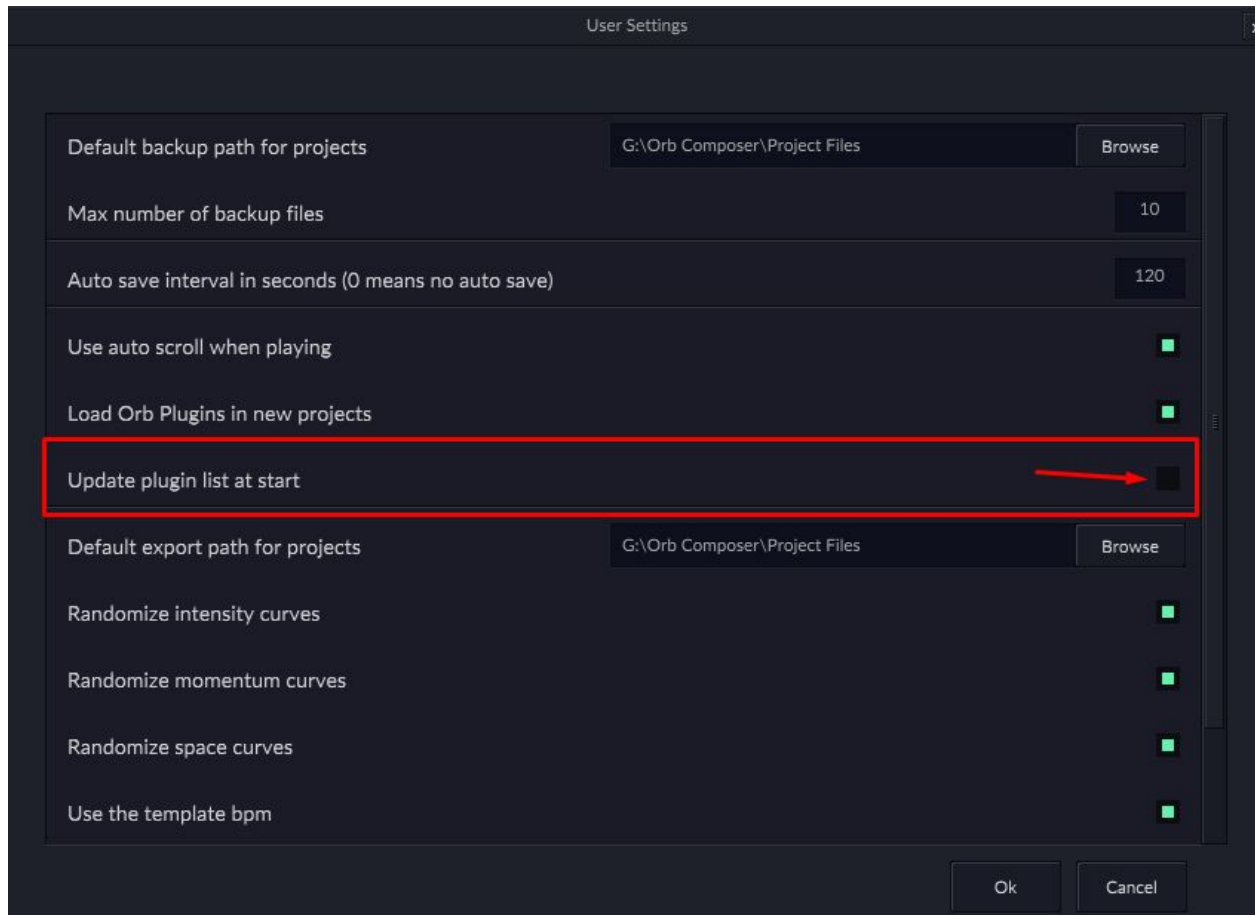 User Settings
Default backup path for projects G:\Orb Composer\Project Files Browse
Max number of backup files 10
Auto save interval in seconds (0 means no auto save) 120
Use auto scroll when playing
Load Orb Plugins in new projects
Update plugin list at start
Default export path for projects G:\Orb Composer\Project Files Browse
Randomize intensity curves
Randomize momentum curves
Randomize space curves
Use the template bpm
Ok Cancel